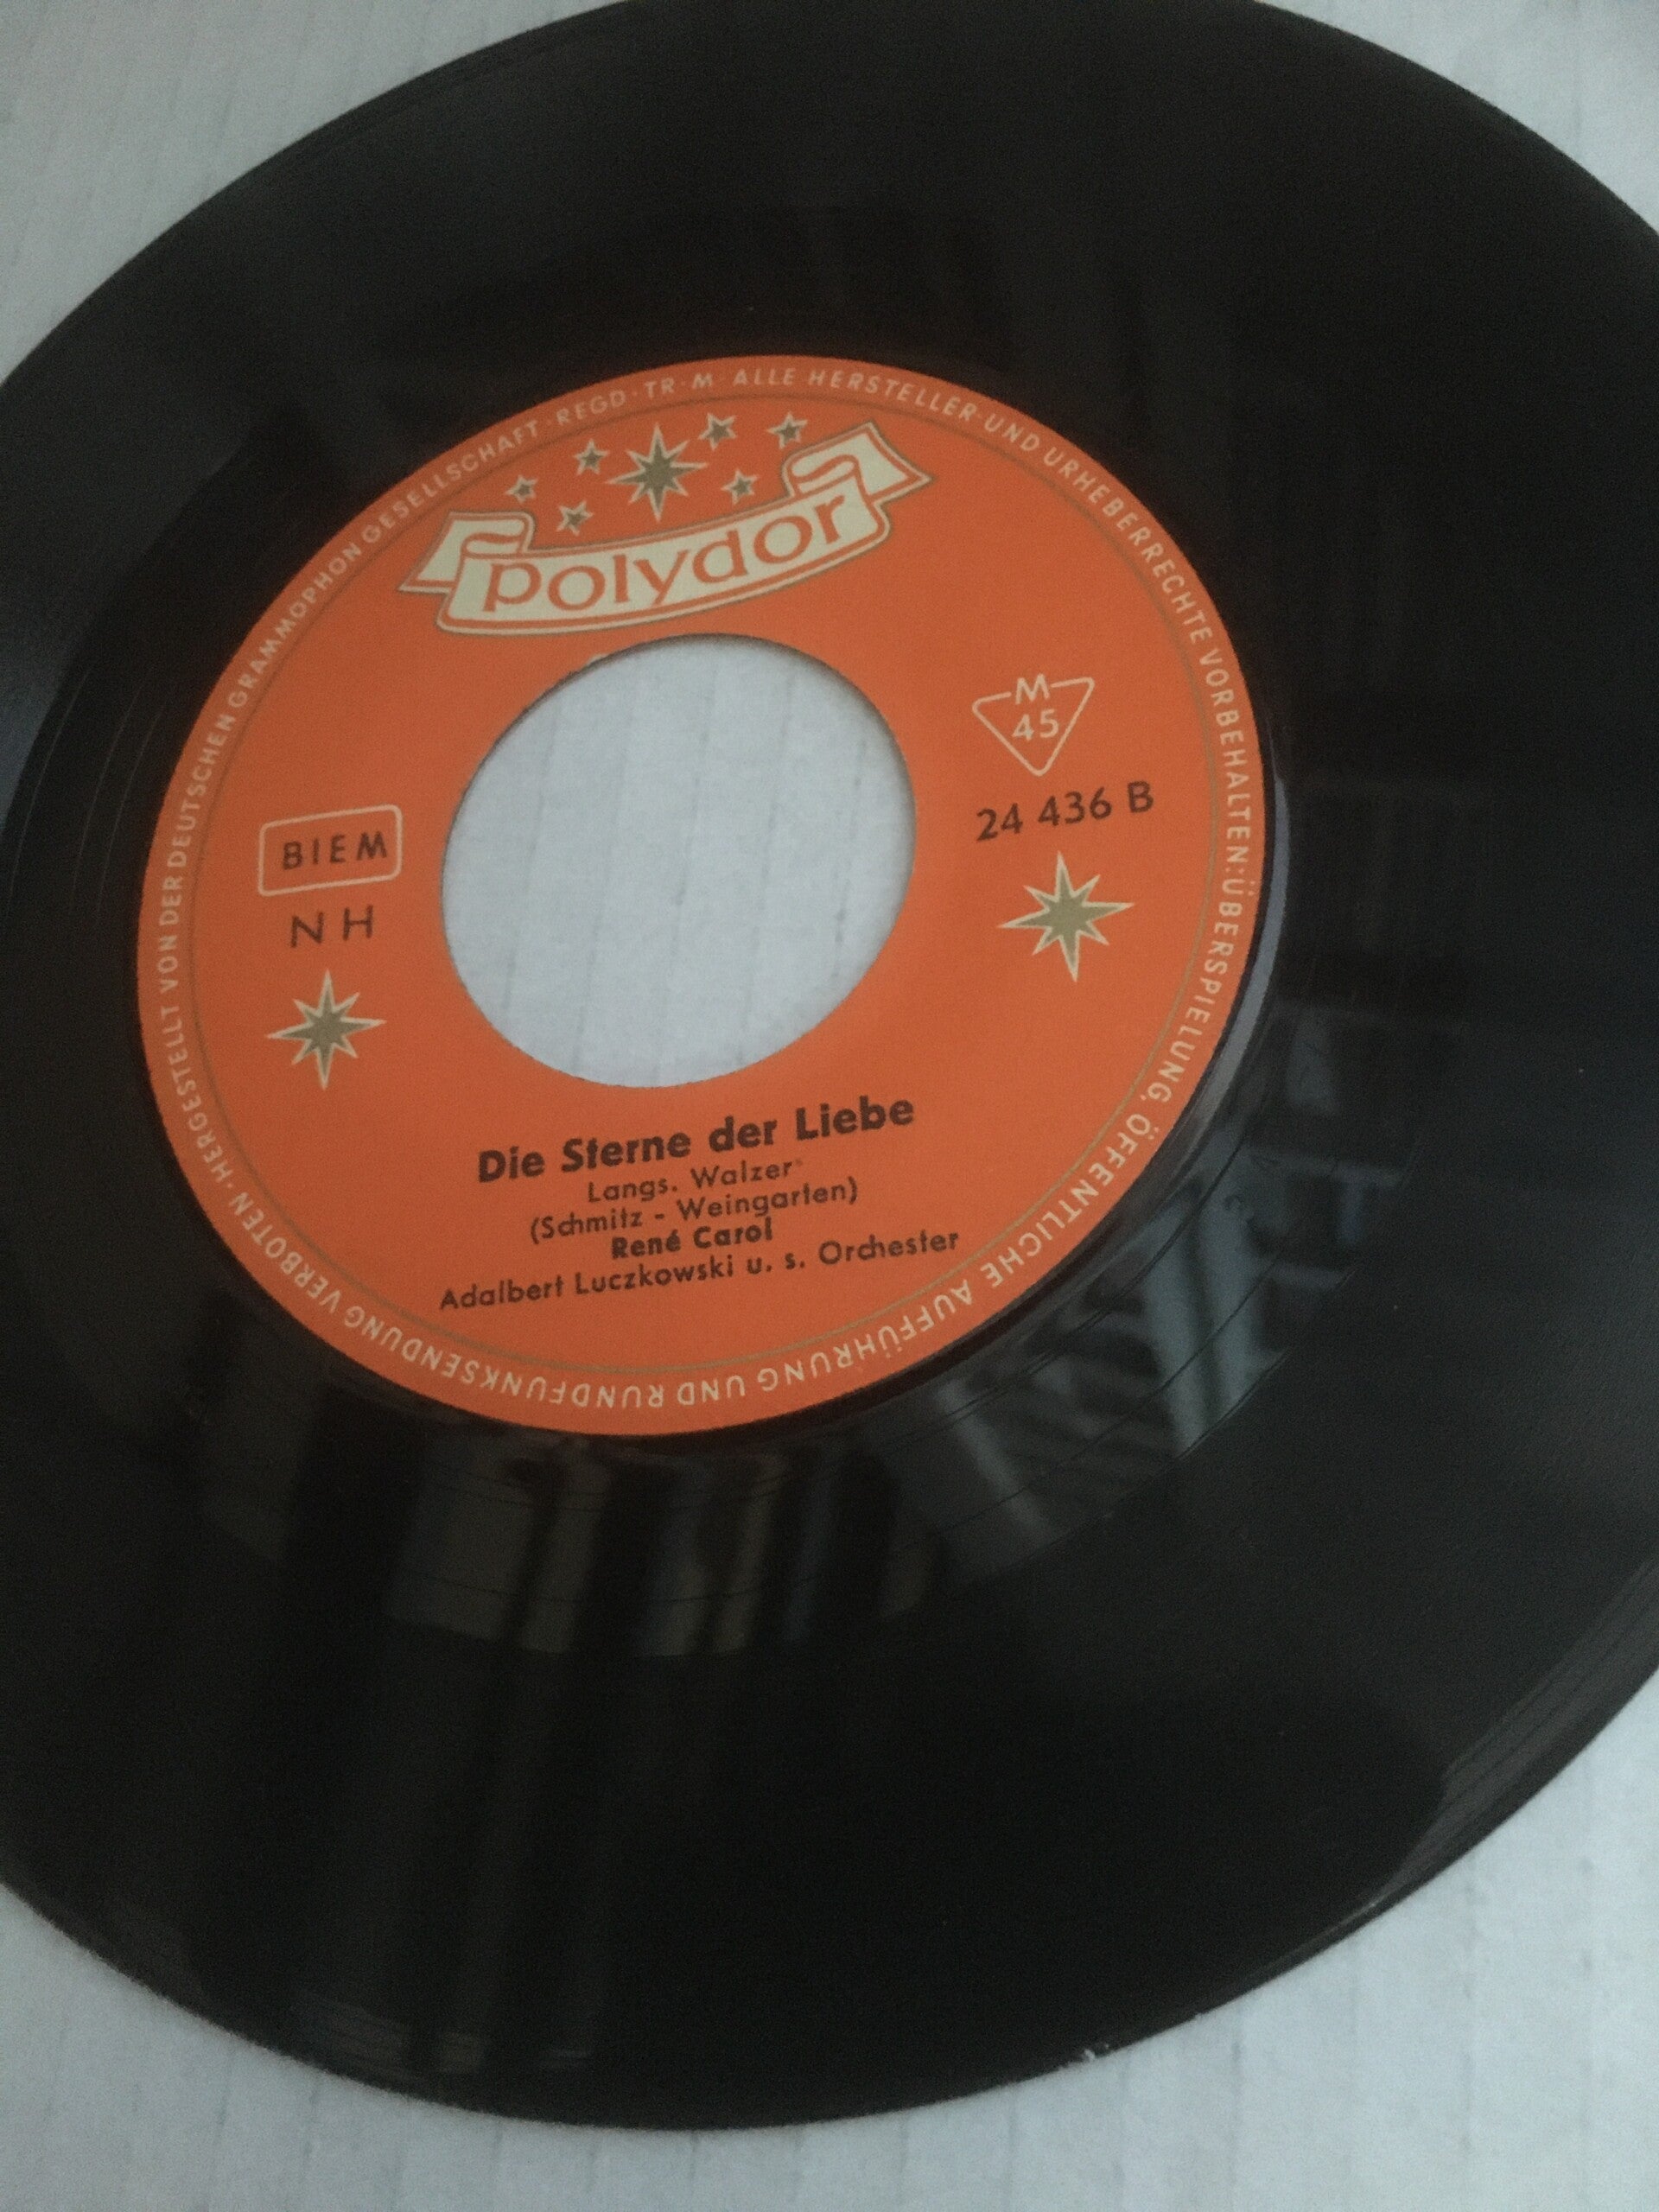 HERGESTELLT VON DER DEUTSCHEN GRAMMOPHON GESELLSCHAFT · REGD · TR · M · ALLE HERSTELLER- UND URHEBERRECHTE VORBEHALTEN: ÜBERSPIELUNG, ÖFFENTLICHE AUFFÜHRUNG UND RUNDFUNKSENDUNG VERBOTEN ·
polydor
M
45
24 436 B
BIEM
N H
Die Sterne der Liebe
Langs. Walzer
(Schmitz - Weingarten)
René Carol
Adalbert Luczkowski u. s. Orchester